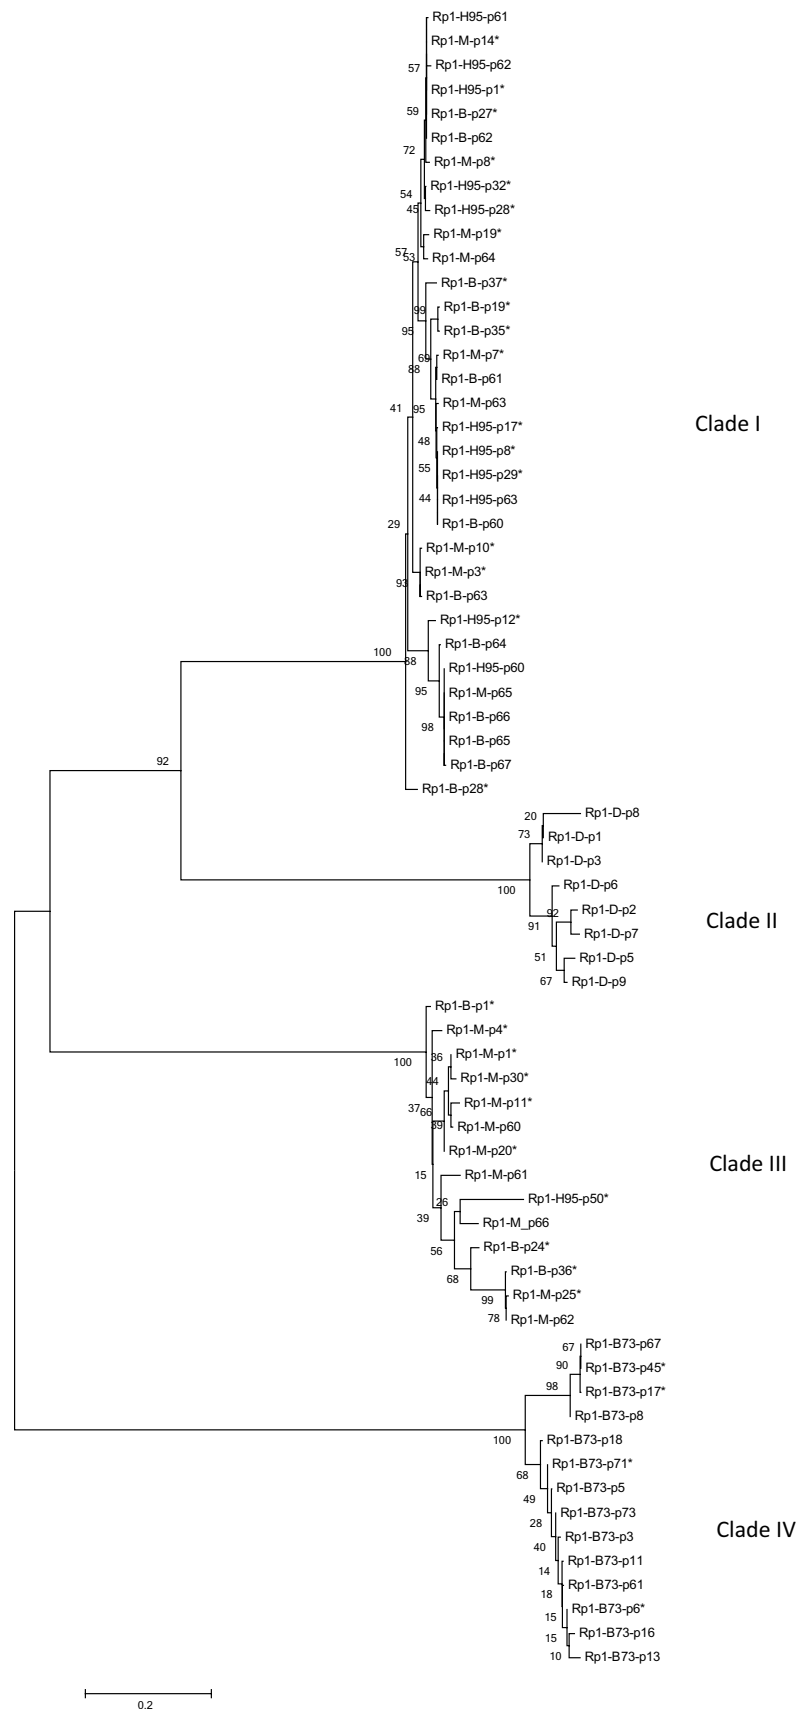 Rp1-H95-p61
Rp1-M-p14*
Rp1-H95-p62
57
Rp1-H95-p1*
59
Rp1-B-p27*
Rp1-B-p62
72
Rp1-M-p8*
Rp1-H95-p32*
54
45
Rp1-H95-p28*
Rp1-M-p19*
57
53
Rp1-M-p64
Rp1-B-p37*
Rp1-B-p19*
99
95
Rp1-B-p35*
Rp1-M-p7*
69
88
Rp1-B-p61
Rp1-M-p63
41
95
Rp1-H95-p17*
Clade I
48
Rp1-H95-p8*
55
Rp1-H95-p29*
44
Rp1-H95-p63
29
Rp1-B-p60
Rp1-M-p10*
Rp1-M-p3*
93
Rp1-B-p63
Rp1-H95-p12*
Rp1-B-p64
100
38
Rp1-H95-p60
95
Rp1-M-p65
Rp1-B-p66
98
Rp1-B-p65
92
Rp1-B-p67
Rp1-B-p28*
20
Rp1-D-p8
73
Rp1-D-p1
Rp1-D-p3
100
Rp1-D-p6
92
Rp1-D-p2
91
Clade II
Rp1-D-p7
51
Rp1-D-p5
67
Rp1-D-p9
Rp1-B-p1*
Rp1-M-p4*
100
36
Rp1-M-p1*
44
Rp1-M-p30*
37
66
Rp1-M-p11*
39
Rp1-M-p60
Rp1-M-p20*
Clade III
15
Rp1-M-p61
26
Rp1-H95-p50*
39
Rp1-M_p66
56
Rp1-B-p24*
68
Rp1-B-p36*
99
Rp1-M-p25*
78
Rp1-M-p62
67
Rp1-B73-p67
90
Rp1-B73-p45*
98
Rp1-B73-p17*
Rp1-B73-p8
100
Rp1-B73-p18
68
Rp1-B73-p71*
49
Rp1-B73-p5
28
Rp1-B73-p73
Clade IV
40
Rp1-B73-p3
14
Rp1-B73-p11
18
Rp1-B73-p61
15
Rp1-B73-p6*
15
Rp1-B73-p16
10
Rp1-B73-p13
0.2